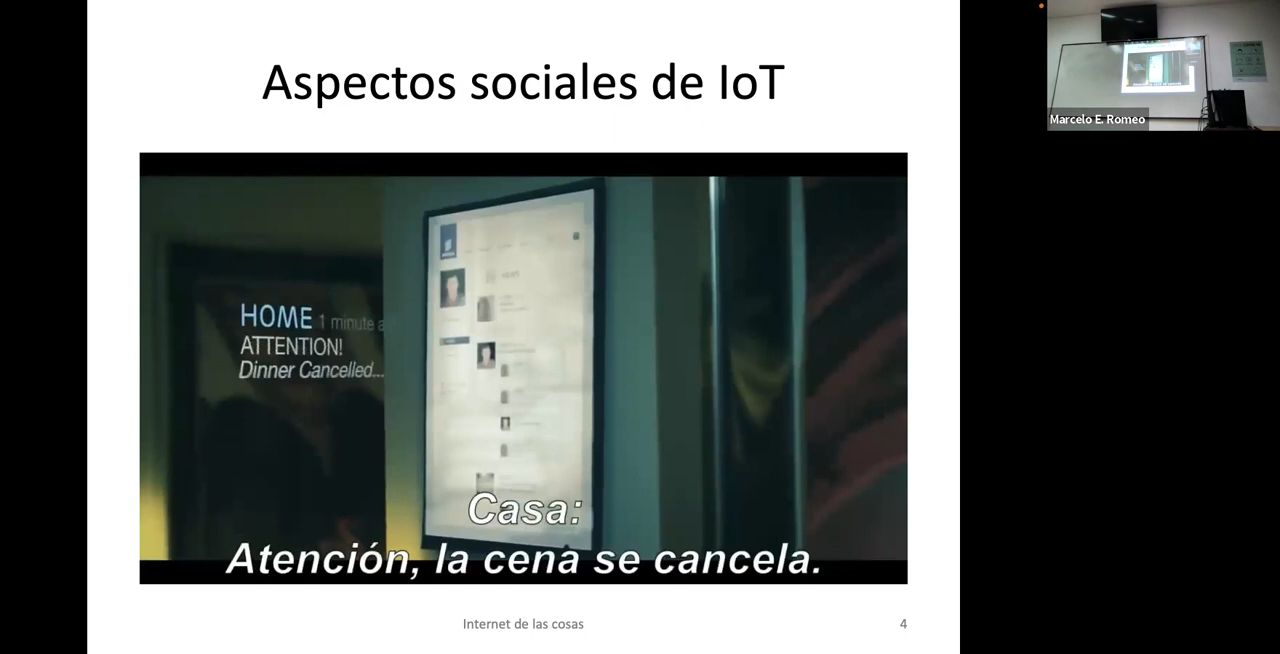 Aspectos sociales de IoT
HOME 1 minute a
ATTENTION!
Dinner Cancelled...
Casa:
Atención, la cena se cancela.
Internet de las cosas
4
Marcelo E. Romeo